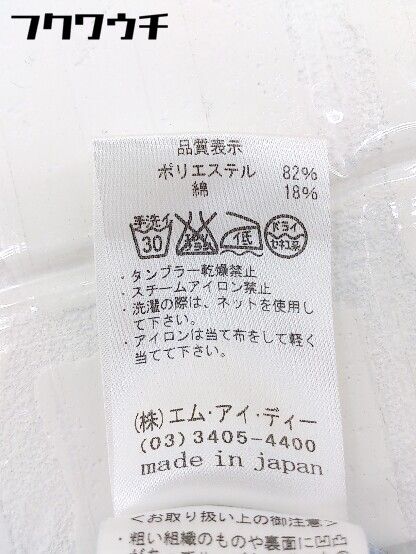 フクワウチ
品質表示
ポリエステル 82%
綿 18%
手洗イ
30
エンソ
サラシ
低
ドライ
セキユ系
・タンブラー乾燥禁止
・スチームアイロン禁止
・洗濯の際は、ネットを使用し
て下さい。
・アイロンは当て布をして軽く
当てて下さい。
(株)エム・アイ・ディー
(03)3405-4400
made in japan
<お取り扱い上の御注意>
・粗い組織のものや裏面に凹凸